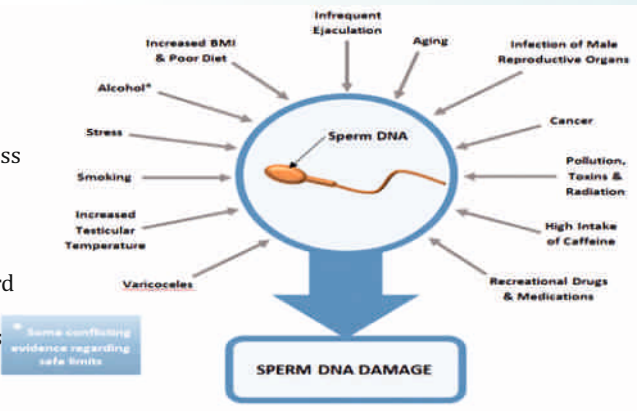 Infrequent
Ejaculation
Aging
Increased BMI
& Poor Diet
Infection of Male
Reproductive Organs
Alcohol*
Cancer
Stress
Sperm DNA
ss
Pollution,
Toxins &
Radiation
Smoking
Increased
Testicular
Temperature
High Intake
of Caffeine
Varicoceles
Recreational Drugs
& Medications
rd
* Some conflicting
evidence regarding
safe limits
SPERM DNA DAMAGE